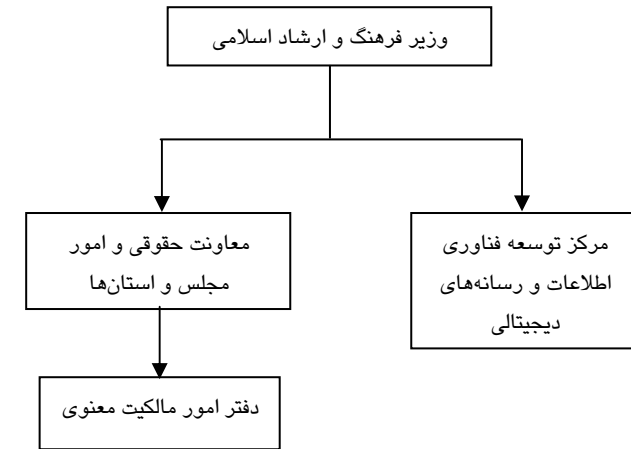 وزیر فرهنگ و ارشاد اسلامی
مرکز توسعه فناوری
اطلاعات و رسانه‌های
دیجیتالی
معاونت حقوقی و امور
مجلس و استان‌ها
دفتر امور مالکیت معنوی